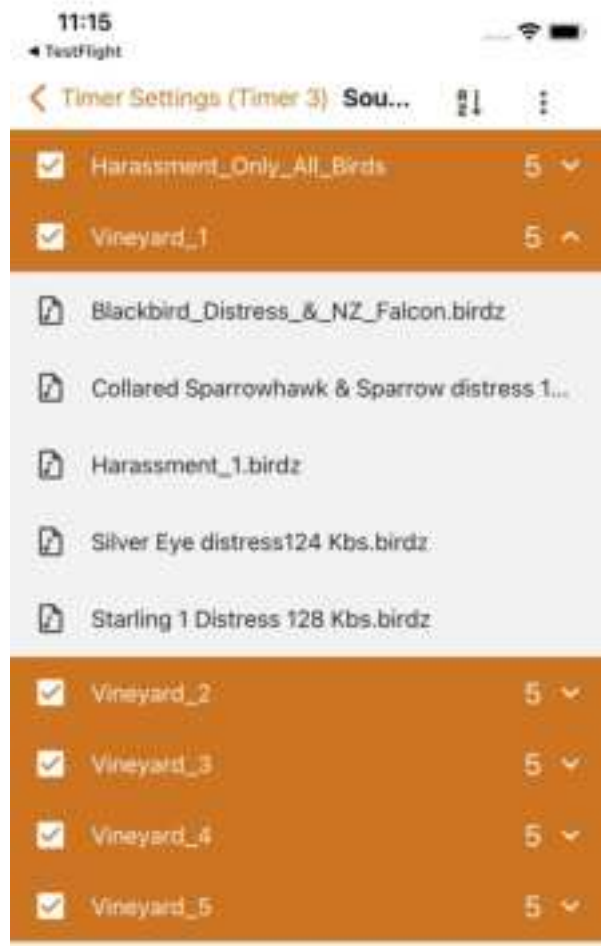 11:15
◀ TestFlight
Timer Settings (Timer 3) Sou...
Harassment_Only_All_Birds 5
Vineyard_1 5
Blackbird_Distress_&_NZ_Falcon.birdz
Collared Sparrowhawk & Sparrow distress 1...
Harassment_1.birdz
Silver Eye distress124 Kbs.birdz
Starling 1 Distress 128 Kbs.birdz
Vineyard_2 5
Vineyard_3 5
Vineyard_4 5
Vineyard_5 5